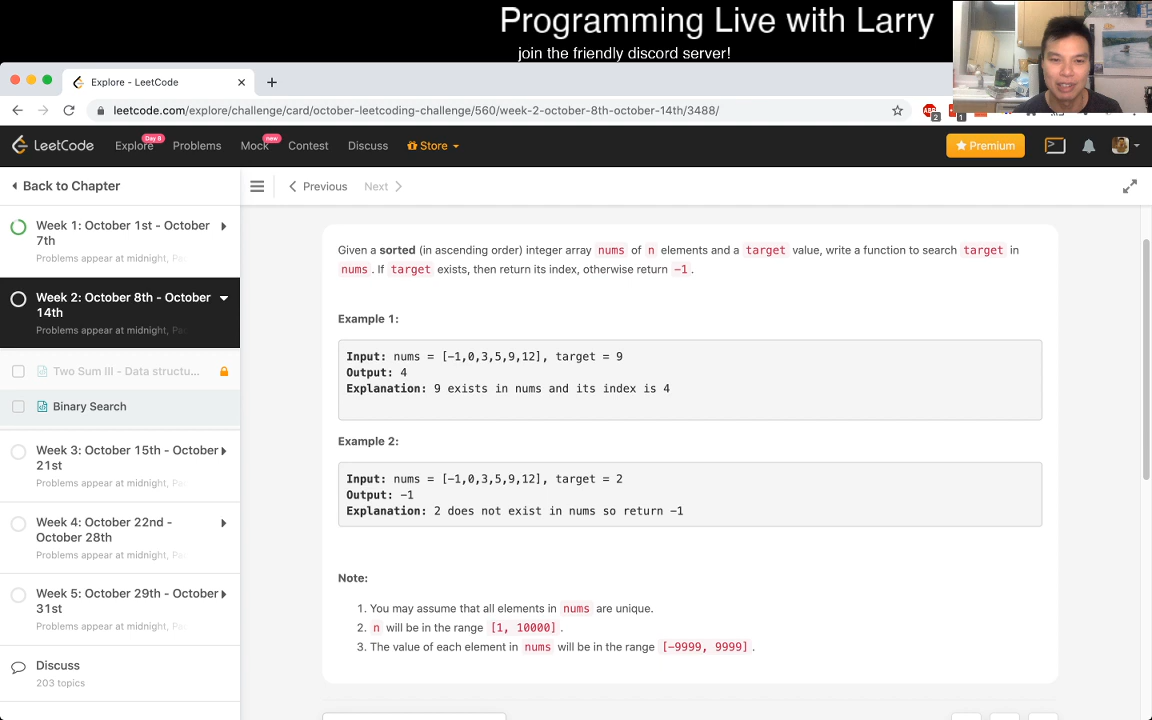 Programming Live with Larry
join the friendly discord server!
Explore - LeetCode
leetcode.com/explore/challenge/card/october-leetcoding-challenge/560/week-2-october-8th-october-14th/3488/
2
1
LeetCode
Explore
Day 8
Problems
Mock
new
Contest
Discuss
Store
Premium
Back to Chapter
Previous
Next
Week 1: October 1st - October
7th
Problems appear at midnight,
Week 2: October 8th - October
14th
Problems appear at midnight,
Two Sum III - Data structu...
Binary Search
Week 3: October 15th - October
21st
Problems appear at midnight,
Week 4: October 22nd -
October 28th
Problems appear at midnight,
Week 5: October 29th - October
31st
Problems appear at midnight,
Discuss
203 topics
Given a sorted (in ascending order) integer array nums of n elements and a target value, write a function to search target in
nums. If target exists, then return its index, otherwise return -1.
Example 1:
Input: nums = [-1,0,3,5,9,12], target = 9
Output: 4
Explanation: 9 exists in nums and its index is 4
Example 2:
Input: nums = [-1,0,3,5,9,12], target = 2
Output: -1
Explanation: 2 does not exist in nums so return -1
Note:
1. You may assume that all elements in nums are unique.
2. n will be in the range [1, 10000].
3. The value of each element in nums will be in the range [-9999, 9999].